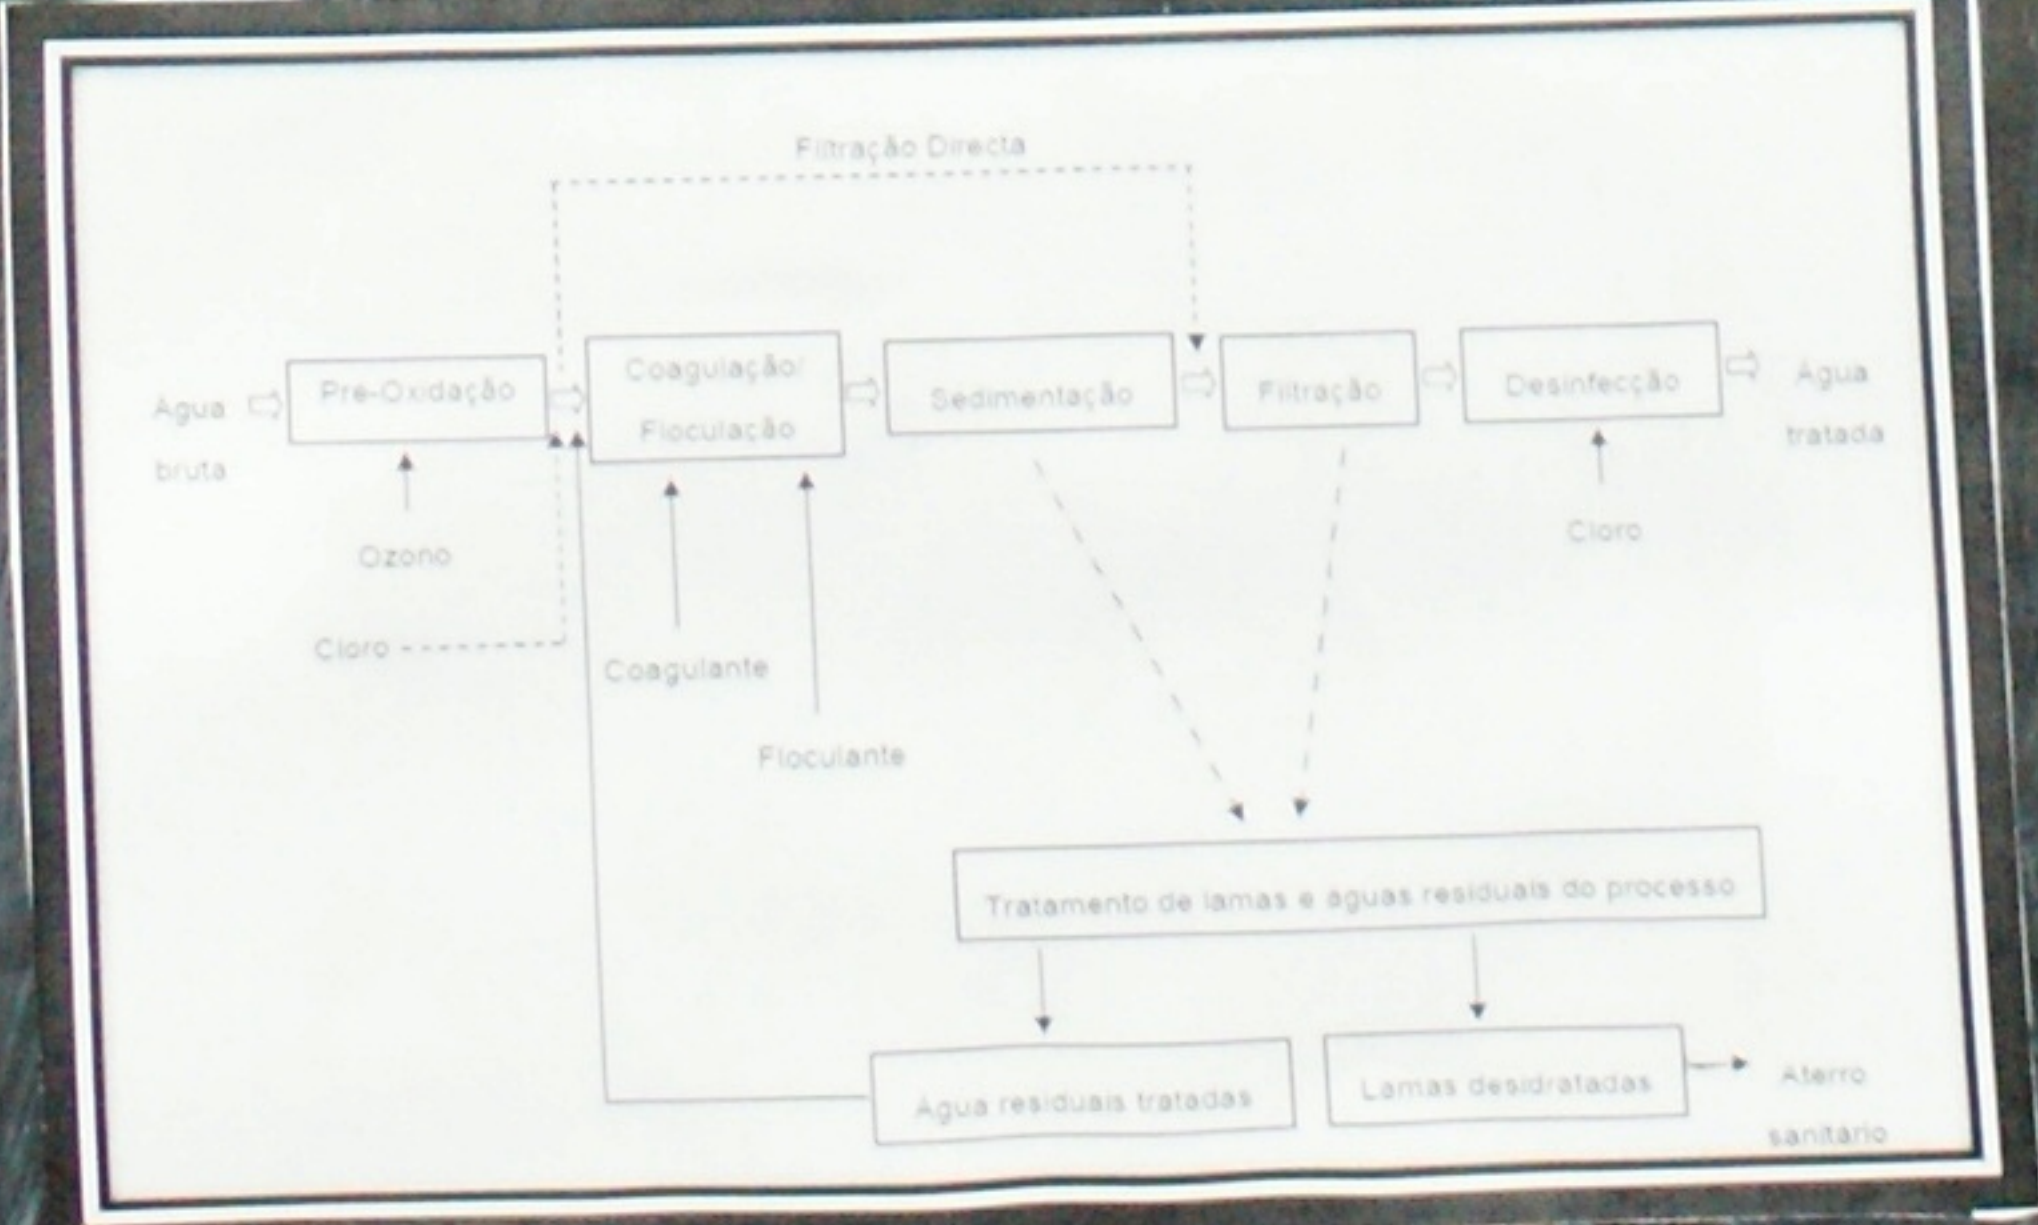 Filtração Directa
Água
bruta
Pré-Oxidação
Coagulação/
Floculação
Sedimentação
Filtração
Desinfecção
Água
tratada
Ozono
Cloro
Cloro
Coagulante
Floculante
Tratamento de lamas e águas residuais do processo
Água residuais tratadas
Lamas desidratadas
Aterro
sanitário